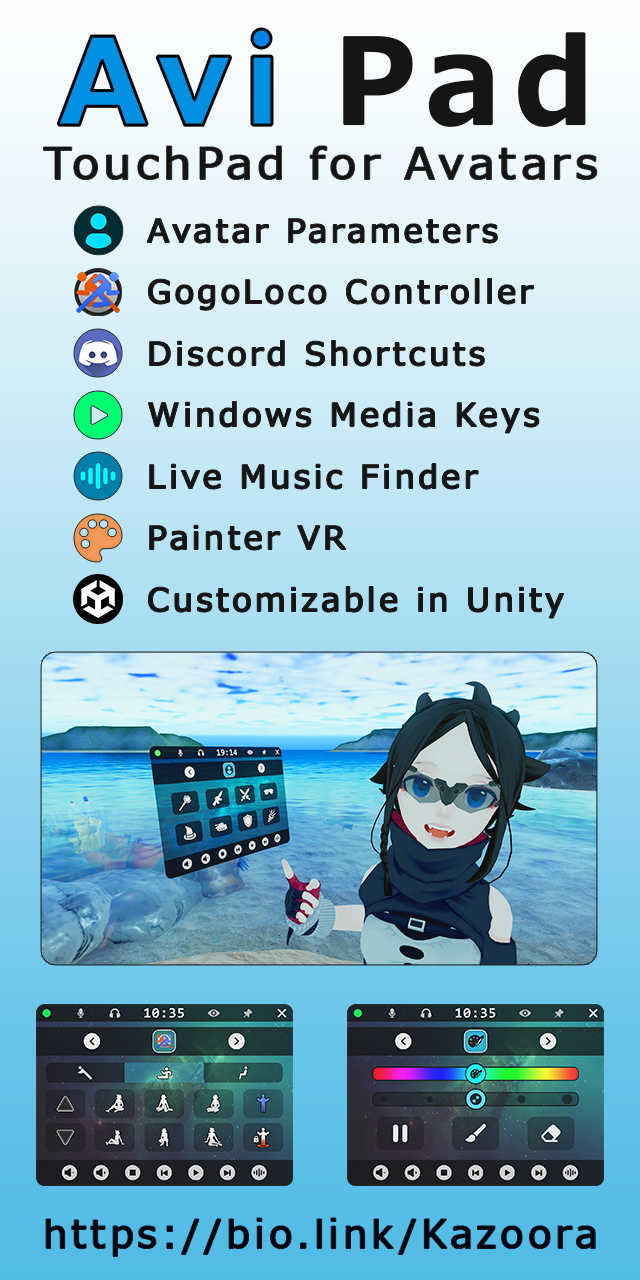 Avi Pad
TouchPad for Avatars
Avatar Parameters
GogoLoco Controller
Discord Shortcuts
Windows Media Keys
Live Music Finder
Painter VR
Customizable in Unity
19:14
10:35
10:35
https://bio.link/Kazoora